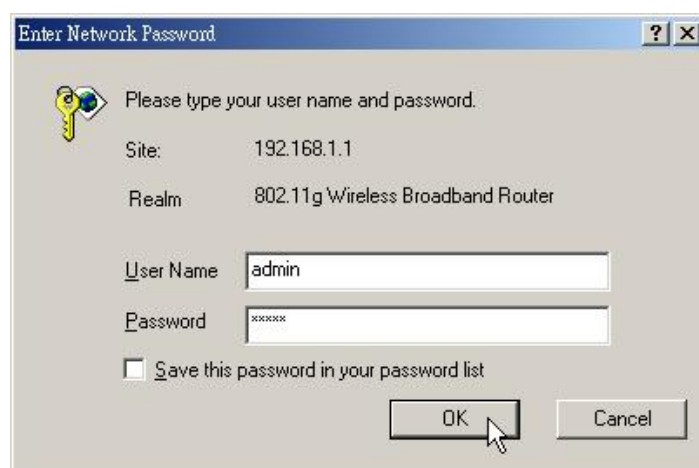 Enter Network Password
Please type your user name and password.
Site: 192.168.1.1
Realm 802.11g Wireless Broadband Router
User Name admin
Password *****
Save this password in your password list
OK Cancel